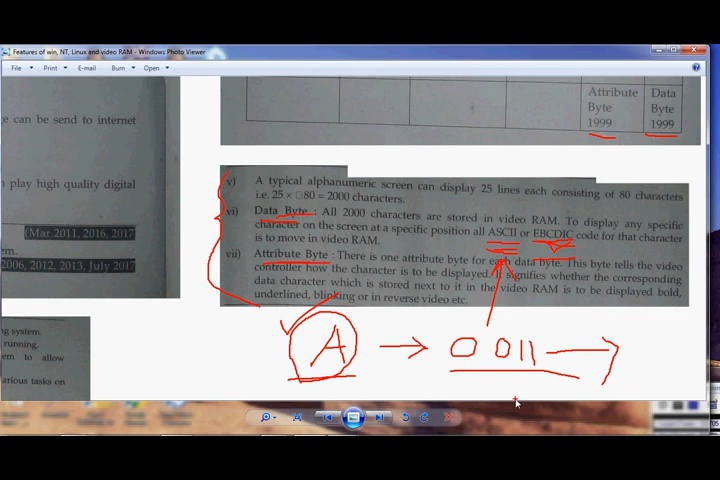 Features of win, NT, Linux and video RAM - Windows Photo Viewer
File Print E-mail Burn Open
ge can be send to internet
n play high quality digital
(Mar 2011, 2016, 2017
em.
2006, 2012, 2013, July 2017
ng system.
running.
em to allow
arious tasks on
Attribute Data
Byte Byte
1999 1999
v) A typical alphanumeric screen can display 25 lines each consisting of 80 characters
i.e. 25 × □80 = 2000 characters.
vi) Data Byte : All 2000 characters are stored in video RAM. To display any specific
character on the screen at a specific position all ASCII or EBCDIC code for that character
is to move in video RAM.
vii) Attribute Byte : There is one attribute byte for each data byte. This byte tells the video
controller how the character is to be displayed. It signifies whether the corresponding
data character which is stored next to it in the video RAM is to be displayed bold,
underlined, blinking or in reverse video etc.
A → 0011 →